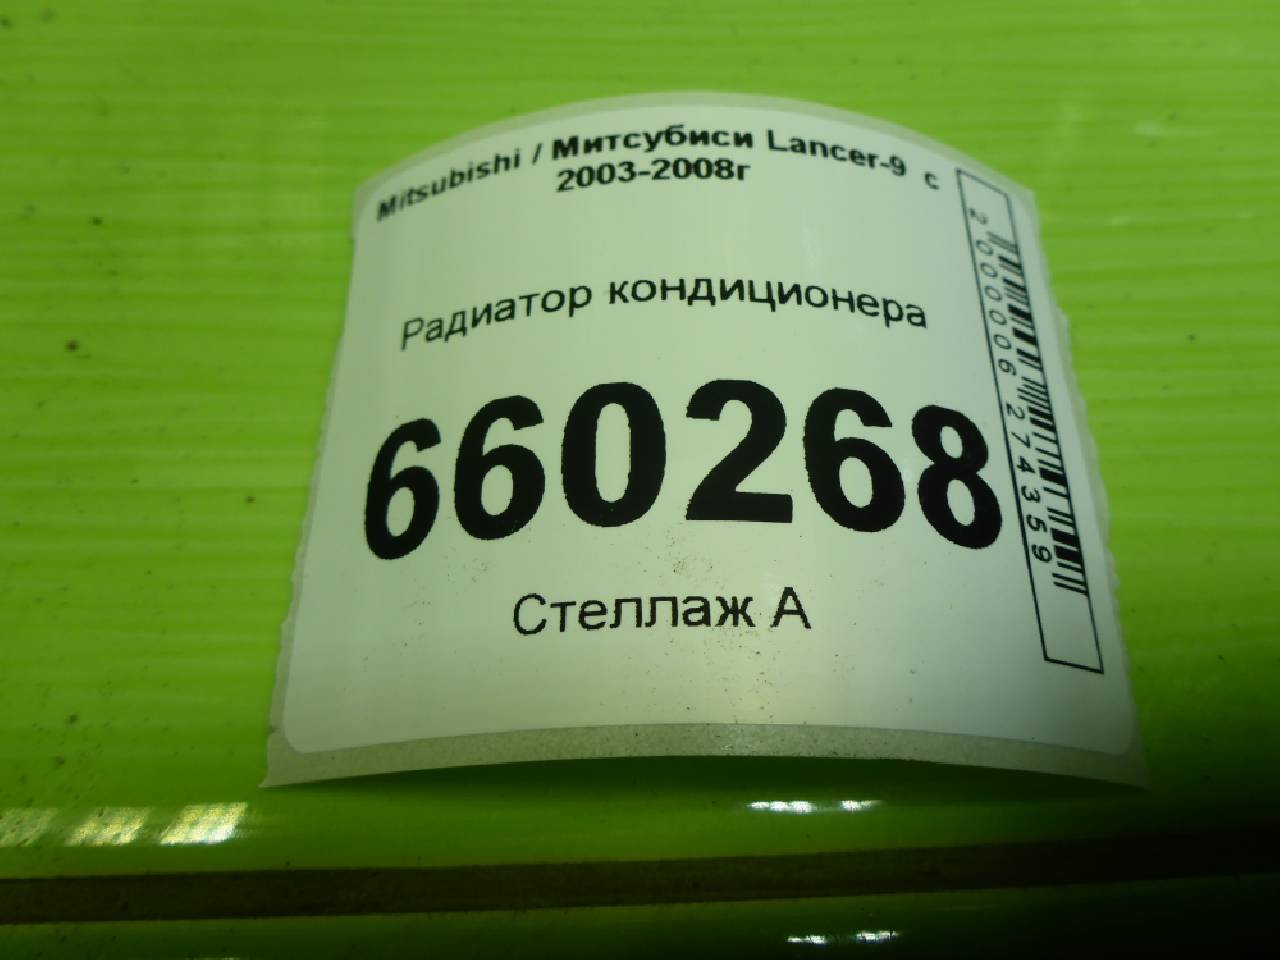 Mitsubishi / Митсубиси Lancer-9 с
2003-2008г
Радиатор кондиционера
660268
Стеллаж А
2000006274359